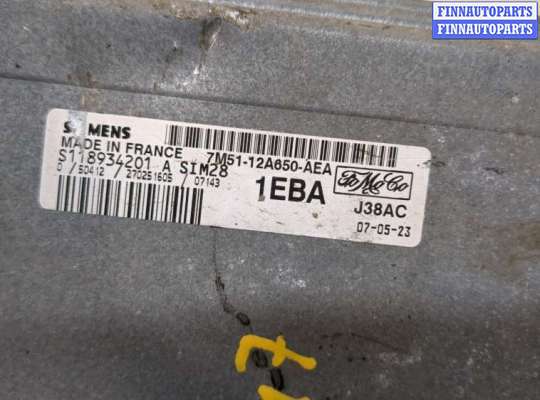 FINNAUTOPARTS
FINNAUTOPARTS
SIEMENS
MADE IN FRANCE 7M51-12A650-AEA
S118934201 A SIM28
0 / 50412 / 270251605 / 07143
1EBA
FoMoCo
J38AC
07-05-23